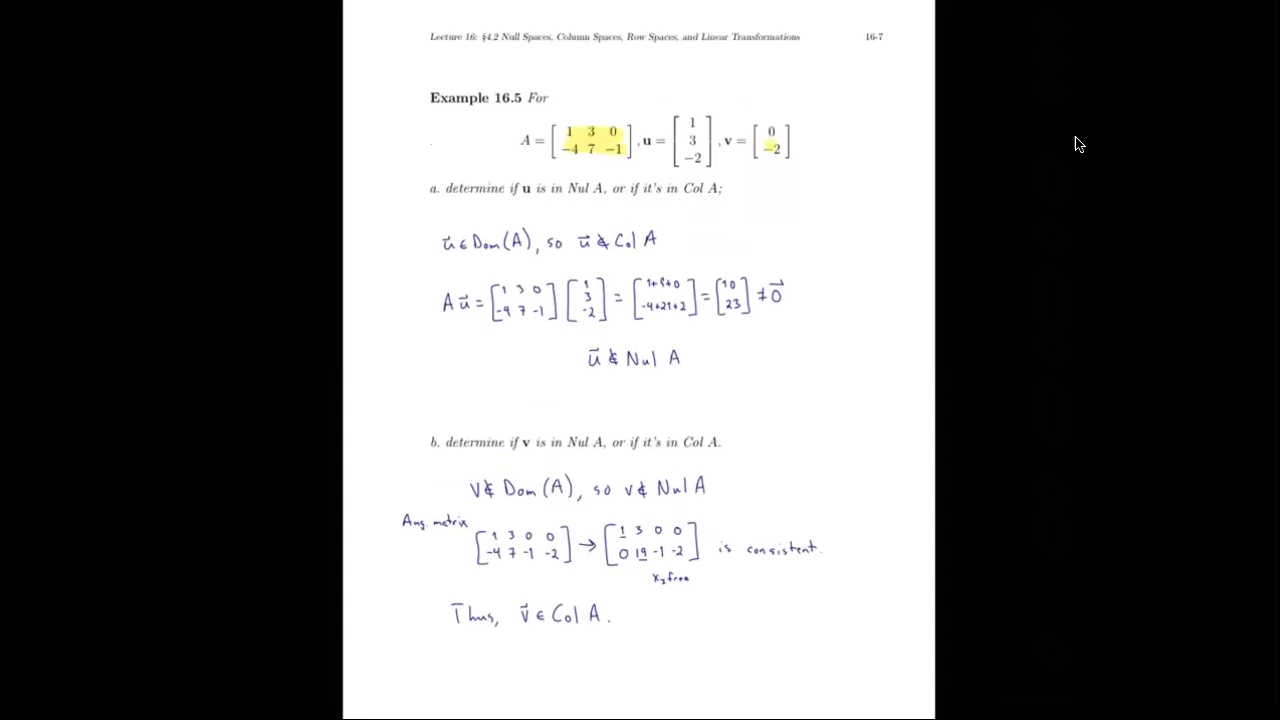 Lecture 16: §4.2 Null Spaces, Column Spaces, Row Spaces, and Linear Transformations 16-7
Example 16.5 For
A = [ 1 3 0 ; −4 7 −1 ], u = [ 1 ; 3 ; −2 ], v = [ 0 ; −2 ]
a. determine if u is in Nul A, or if it's in Col A;
u⃗ ∈ Dom(A), so u⃗ ∉ Col A
A u⃗ = [ 1 3 0 ; -4 7 -1 ] [ 1 ; 3 ; -2 ] = [ 1+9+0 ; -4+21+2 ] = [ 10 ; 23 ] ≠ 0⃗
u⃗ ∉ Nul A
b. determine if v is in Nul A, or if it's in Col A.
V ∉ Dom(A), so v ∉ Nul A
Aug. matrix
[ 1 3 0 0 ; -4 7 -1 -2 ] → [ 1 3 0 0 ; 0 19 -1 -2 ] is consistent.
x₃ free
Thus, v⃗ ∈ Col A.